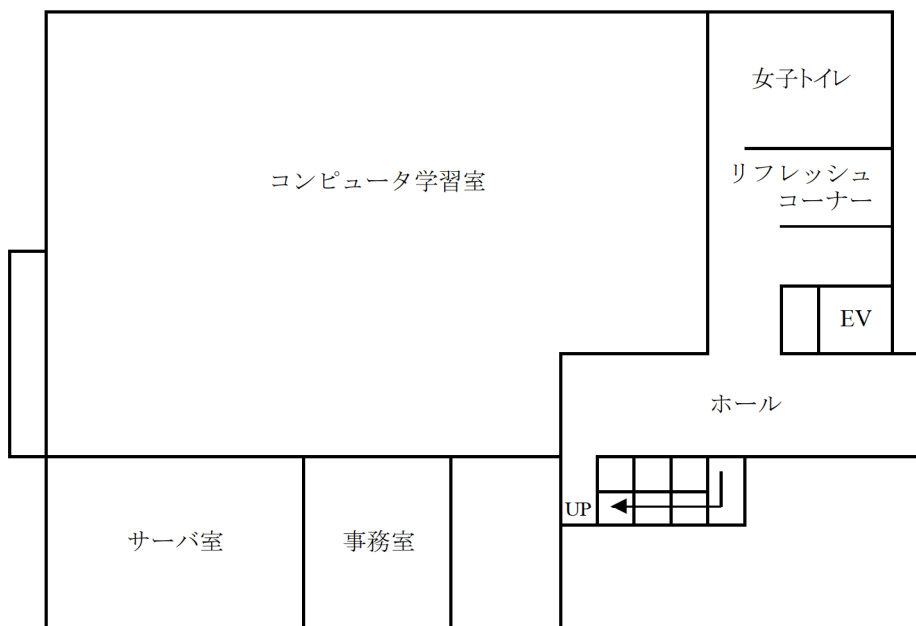 女子トイレ
コンピュータ学習室
リフレッシュ
コーナー
EV
ホール
UP
サーバ室
事務室